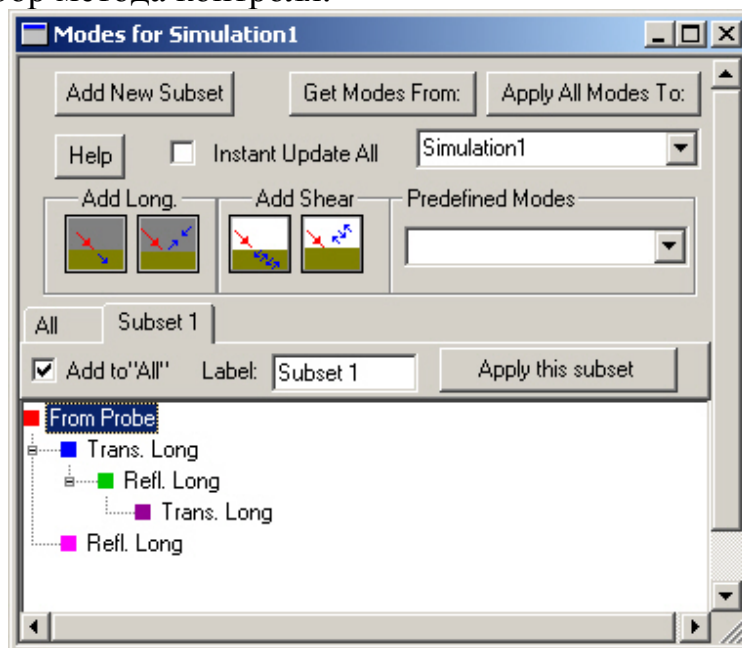 метода контроля.
Modes for Simulation1
Add New Subset Get Modes From: Apply All Modes To:
Help Instant Update All Simulation1
Add Long. Add Shear Predefined Modes
All Subset 1
Add to"All" Label: Subset 1 Apply this subset
From Probe
Trans. Long
Refl. Long
Trans. Long
Refl. Long